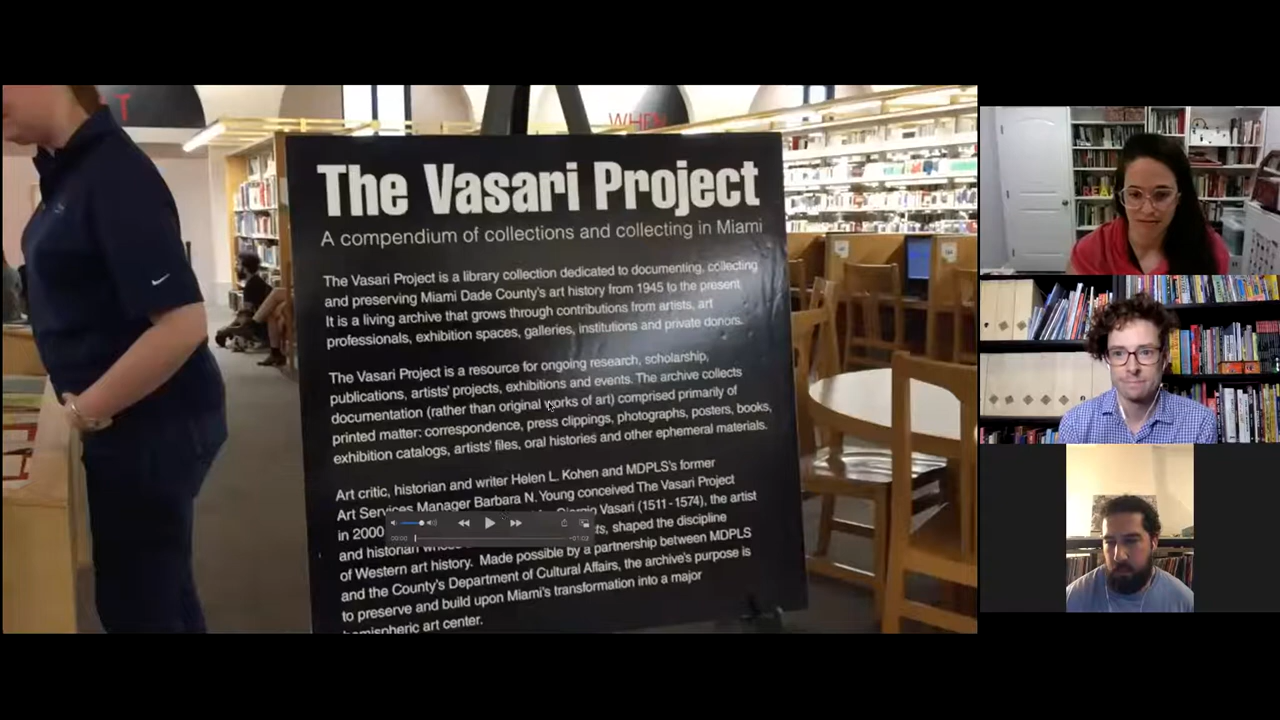 T
WHEN
The Vasari Project
A compendium of collections and collecting in Miami
The Vasari Project is a library collection dedicated to documenting, collecting
and preserving Miami Dade County's art history from 1945 to the present
It is a living archive that grows through contributions from artists, art
professionals, exhibition spaces, galleries, institutions and private donors.
The Vasari Project is a resource for ongoing research, scholarship,
publications, artists' projects, exhibitions and events. The archive collects
documentation (rather than original works of art) comprised primarily of
printed matter: correspondence, press clippings, photographs, posters, books,
exhibition catalogs, artists' files, oral histories and other ephemeral materials.
Art critic, historian and writer Helen L. Kohen and MDPLS's former
Art Services Manager Barbara N. Young conceived The Vasari Project
in 2000 Vasari (1511-1574), the artist
and historian shaped the discipline
of Western art history. Made possible by a partnership between MDPLS
and the County's Department of Cultural Affairs, the archive's purpose is
to preserve and build upon Miami's transformation into a major
hemispheric art center.
00:00
READ